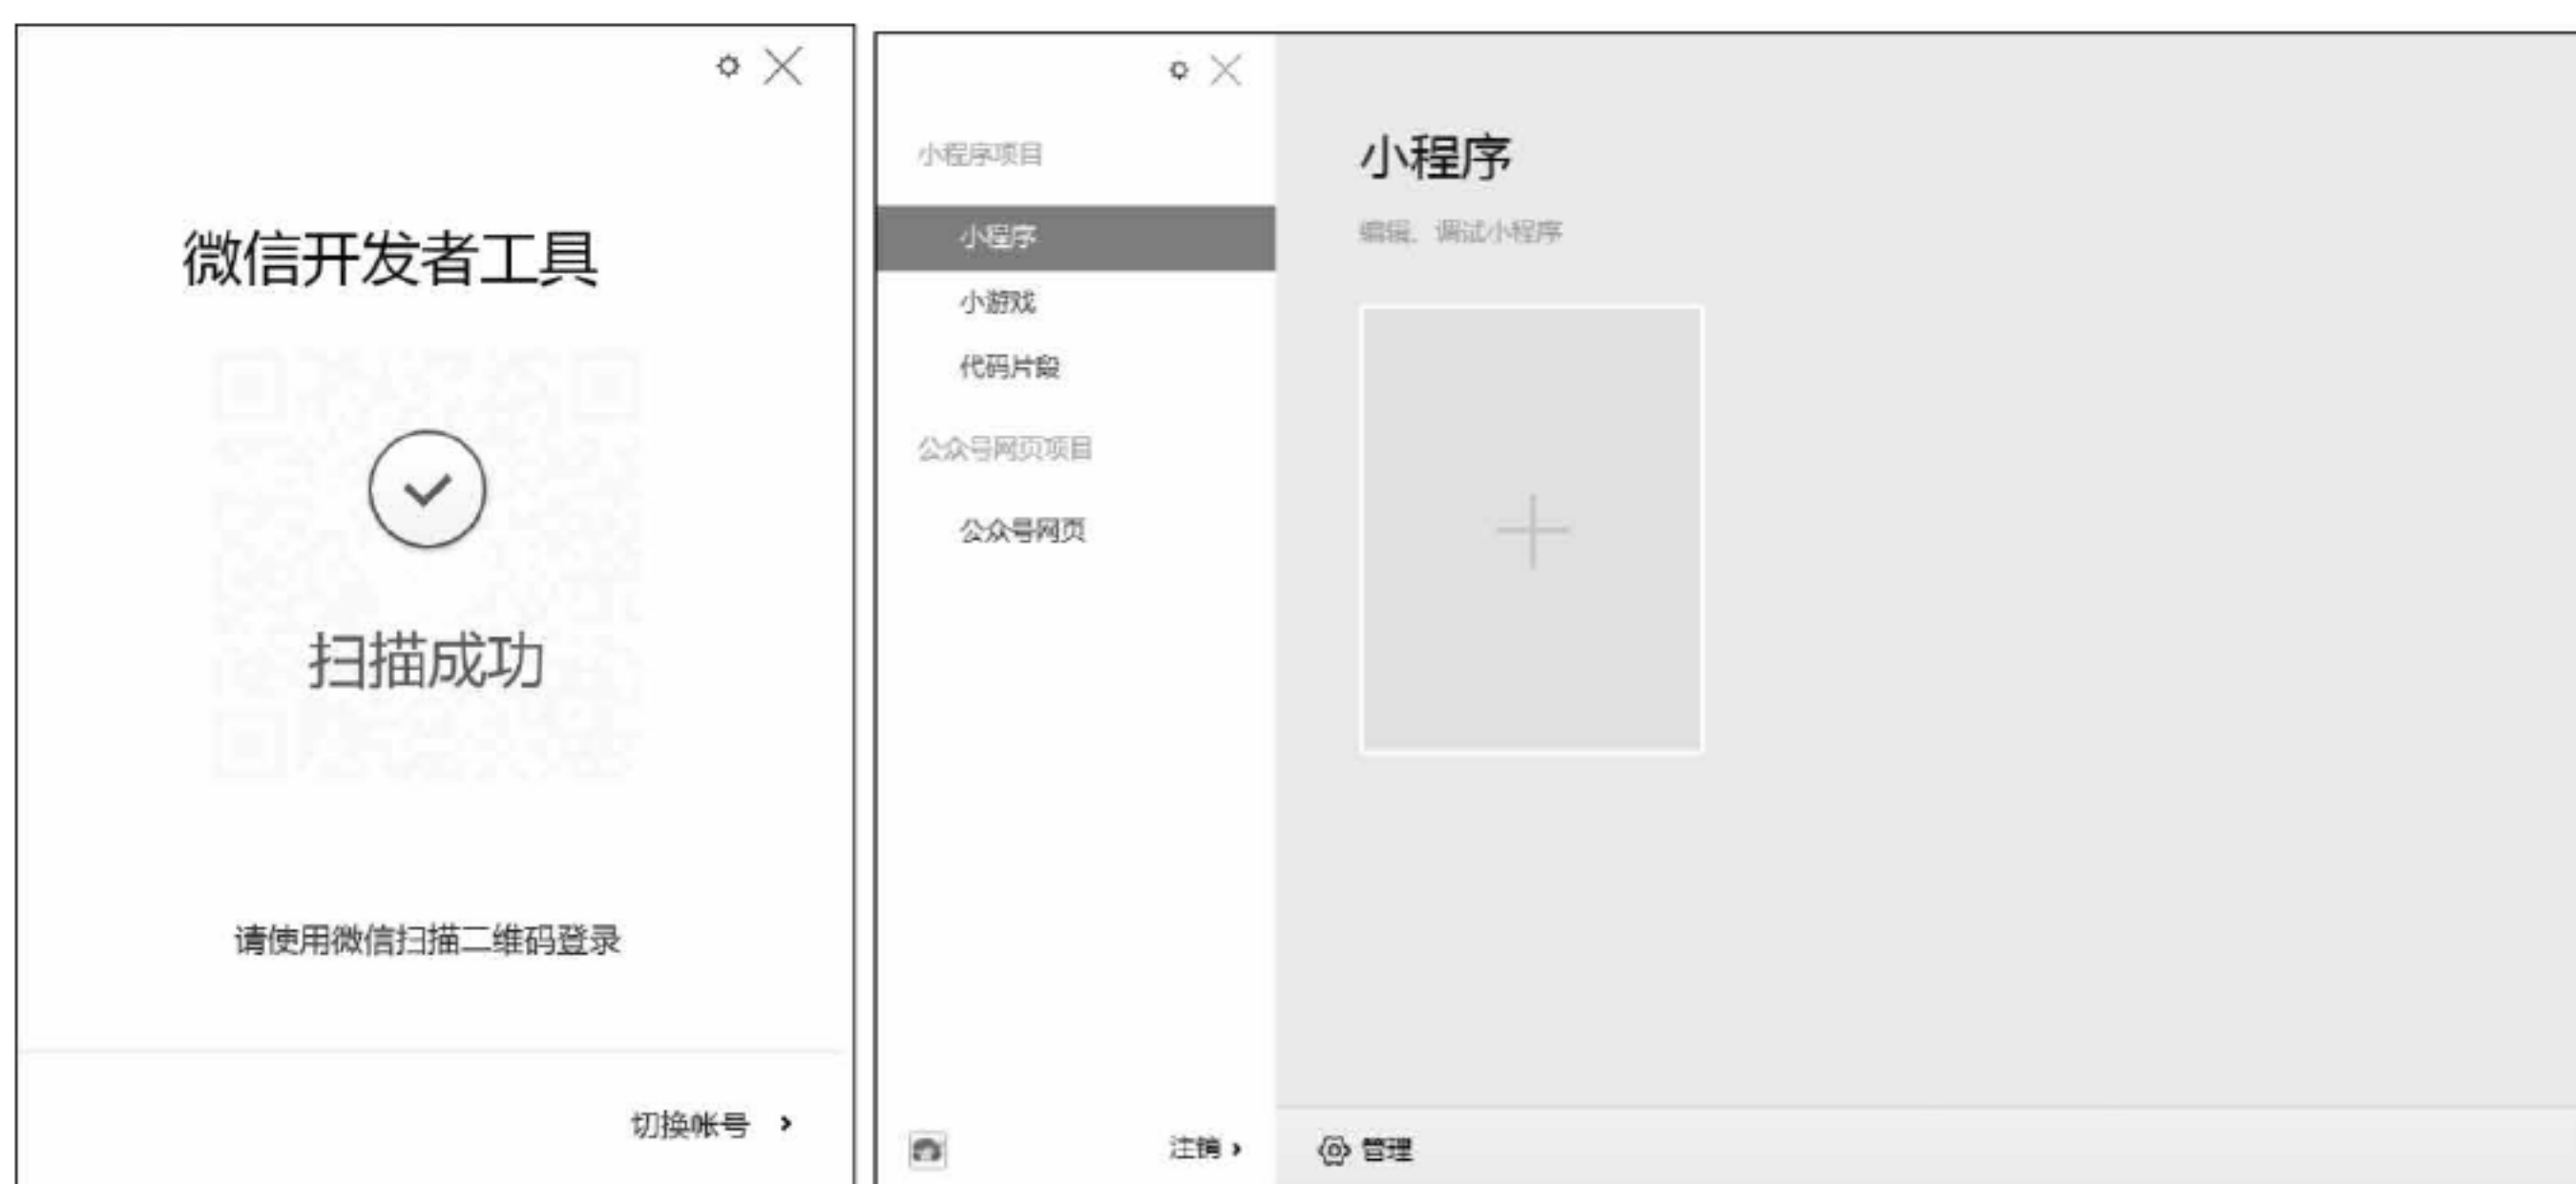 微信开发者工具
扫描成功
请使用微信扫描二维码登录
切换帐号
小程序项目
小程序
小游戏
代码片段
公众号网页项目
公众号网页
注销
小程序
编辑、调试小程序
管理